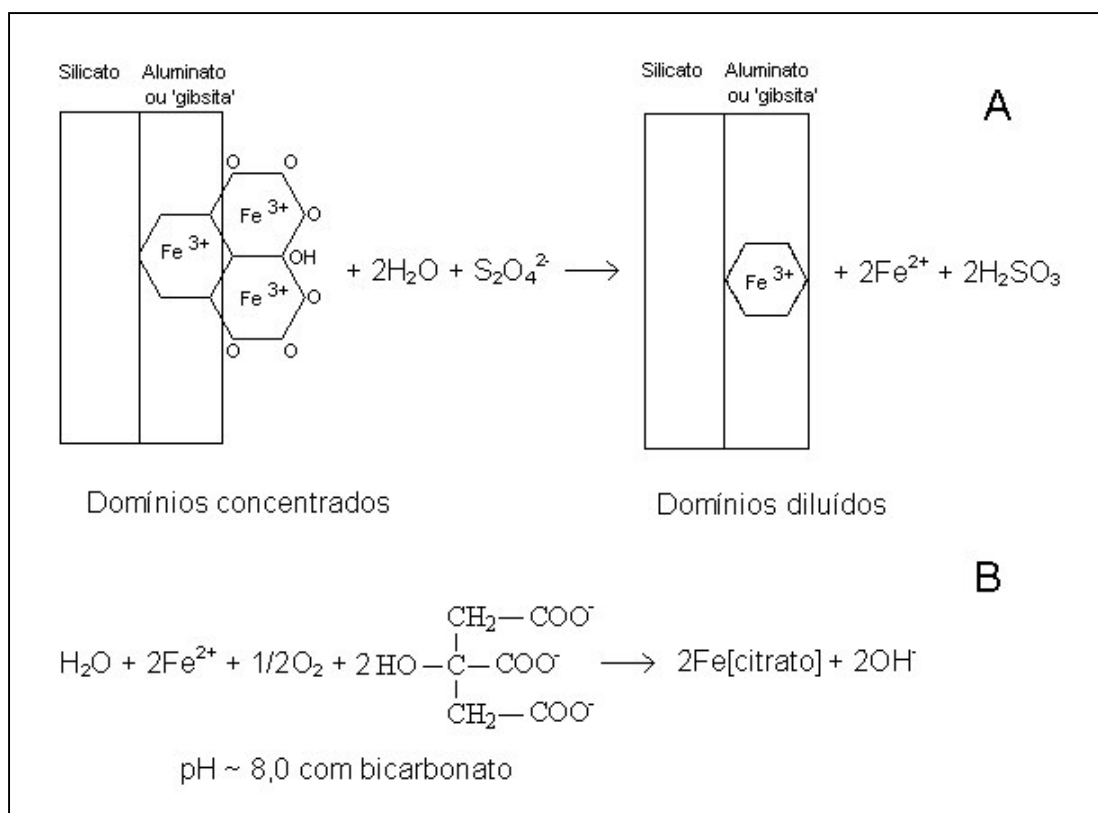 Silicato Aluminato
ou 'gibsita'
Silicato Aluminato
ou 'gibsita'
A
O O
Fe 3+
O
Fe 3+
OH
Fe 3+
O
O O
+ 2H₂O + S₂O₄²⁻ ⟶
Fe 3+
+ 2Fe²⁺ + 2H₂SO₃
Domínios concentrados
Domínios diluídos
B
CH₂—COO⁻
H₂O + 2Fe²⁺ + 1/2O₂ + 2 HO—C—COO⁻ ⟶ 2Fe[citrato] + 2OH⁻
CH₂—COO⁻
pH ~ 8,0 com bicarbonato